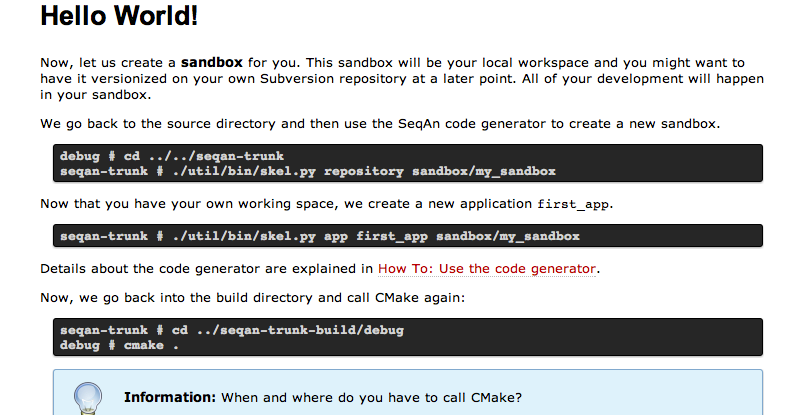 Hello World!
Now, let us create a sandbox for you. This sandbox will be your local workspace and you might want to
have it versionized on your own Subversion repository at a later point. All of your development will happen
in your sandbox.
We go back to the source directory and then use the SeqAn code generator to create a new sandbox.
debug # cd ../../seqan-trunk
seqan-trunk # ./util/bin/skel.py repository sandbox/my_sandbox
Now that you have your own working space, we create a new application first_app.
seqan-trunk # ./util/bin/skel.py app first_app sandbox/my_sandbox
Details about the code generator are explained in How To: Use the code generator.
Now, we go back into the build directory and call CMake again:
seqan-trunk # cd ../seqan-trunk-build/debug
debug # cmake .
Information: When and where do you have to call CMake?